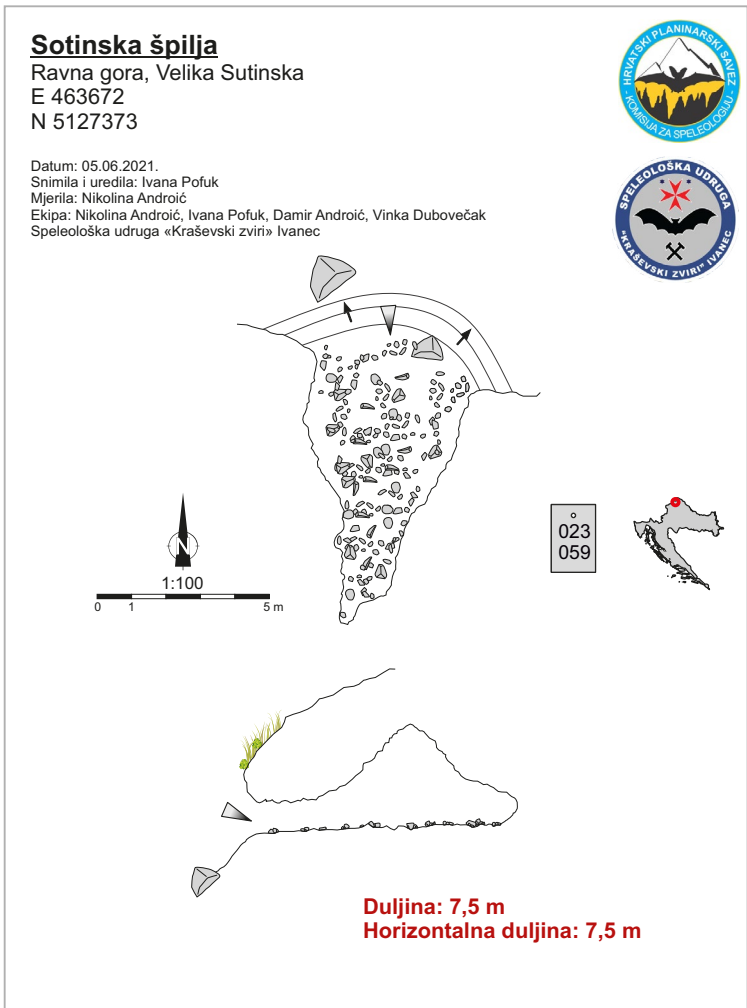 Sotinska špilja
Ravna gora, Velika Sutinska
E 463672
N 5127373
HRVATSKI PLANINARSKI SAVEZ
- KOMISIJA ZA SPELEOLOGIJU -
Datum: 05.06.2021.
Snimila i uredila: Ivana Pofuk
Mjerila: Nikolina Androić
Ekipa: Nikolina Androić, Ivana Pofuk, Damir Androić, Vinka Dubovečak
Speleološka udruga «Kraševski zviri» Ivanec
SPELEOLOŠKA UDRUGA
"KRAŠEVSKI ZVIRI" IVANEC
N
1:100
0 1 5 m
023
059
Duljina: 7,5 m
Horizontalna duljina: 7,5 m